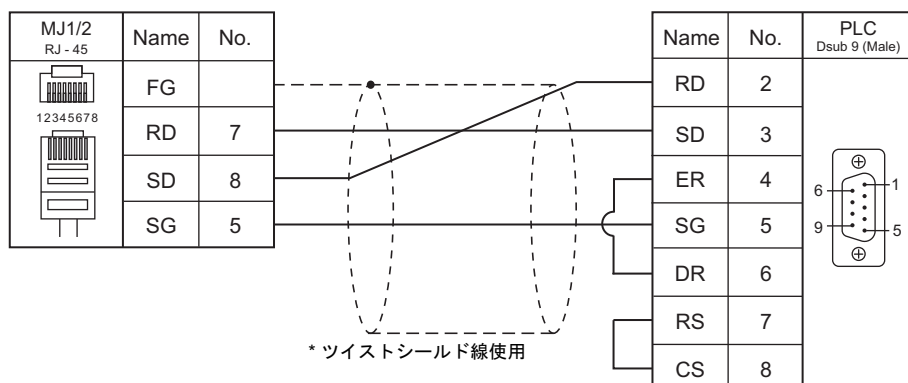 MJ1/2
RJ - 45
Name No.
12345678
FG
RD 7
SD 8
SG 5
Name No.
PLC
Dsub 9 (Male)
RD 2
SD 3
ER 4
SG 5
DR 6
RS 7
CS 8
6 1
9 5
* ツイストシールド線使用